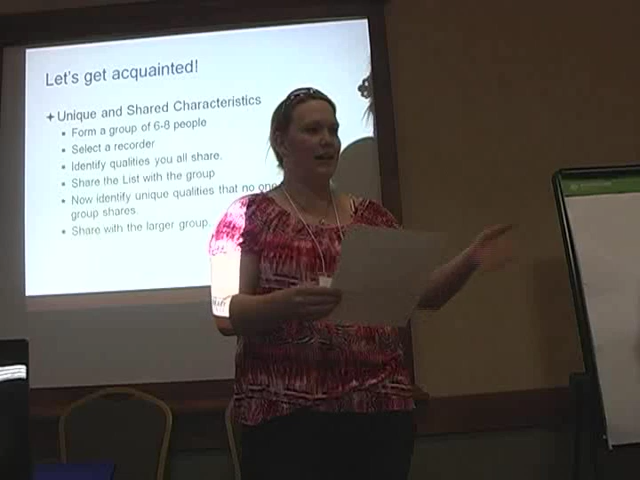 Let's get acquainted!
Unique and Shared Characteristics
Form a group of 6-8 people
Select a recorder
Identify qualities you all share.
Share the List with the group
Now identify unique qualities that no one
group shares.
Share with the larger group.